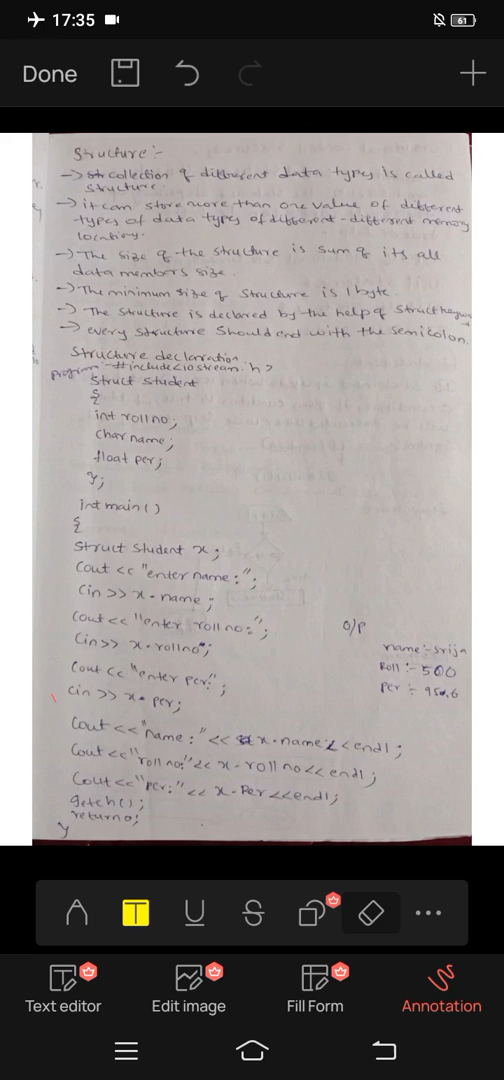 17:35
61
Done
Structure :-
→ collection of different data types is called
structure.
→ it can store more than one value of different
types of data types of different-different memory
location.
→ The size of the structure is sum of its all
data members size.
→ The minimum size of structure is 1 byte.
→ The structure is declared by the help of struct
→ every structure should end with the semicolon.
Structure declaration
program:- #include<iostream.h>
struct student
{
int rollno;
char name;
float per;
};
int main()
{
struct student x;
cout << "enter name:";
cin >> x.name;
cout << "enter roll no:";
cin >> x.rollno;
cout << "enter per:";
cin >> x.per;
cout << "name:" << x.name << endl;
cout << "roll no:" << x.roll no << endl;
cout << "per:" << x.per << endl;
getch();
return 0;
}
O/P
name:- srija
Roll :- 500
per :- 95.6
Text editor
Edit image
Fill Form
Annotation